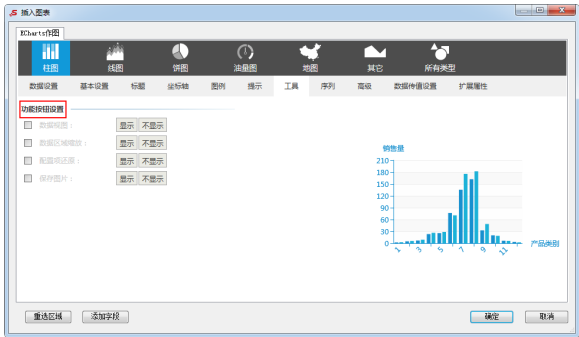 插入图表
ECharts作图
柱图 线图 饼图 油量图 地图 其它 所有类型
数据设置 基本设置 标题 坐标轴 图例 提示 工具 序列 高级 数据传值设置 扩展属性
功能按钮设置
数据视图： 显示 不显示
数据区域缩放： 显示 不显示
配置项还原： 显示 不显示
保存图片： 显示 不显示
销售量
210
180
150
120
90
60
30
0
1 3 5 7 9 11
产品类别
重选区域 添加字段 确定 取消